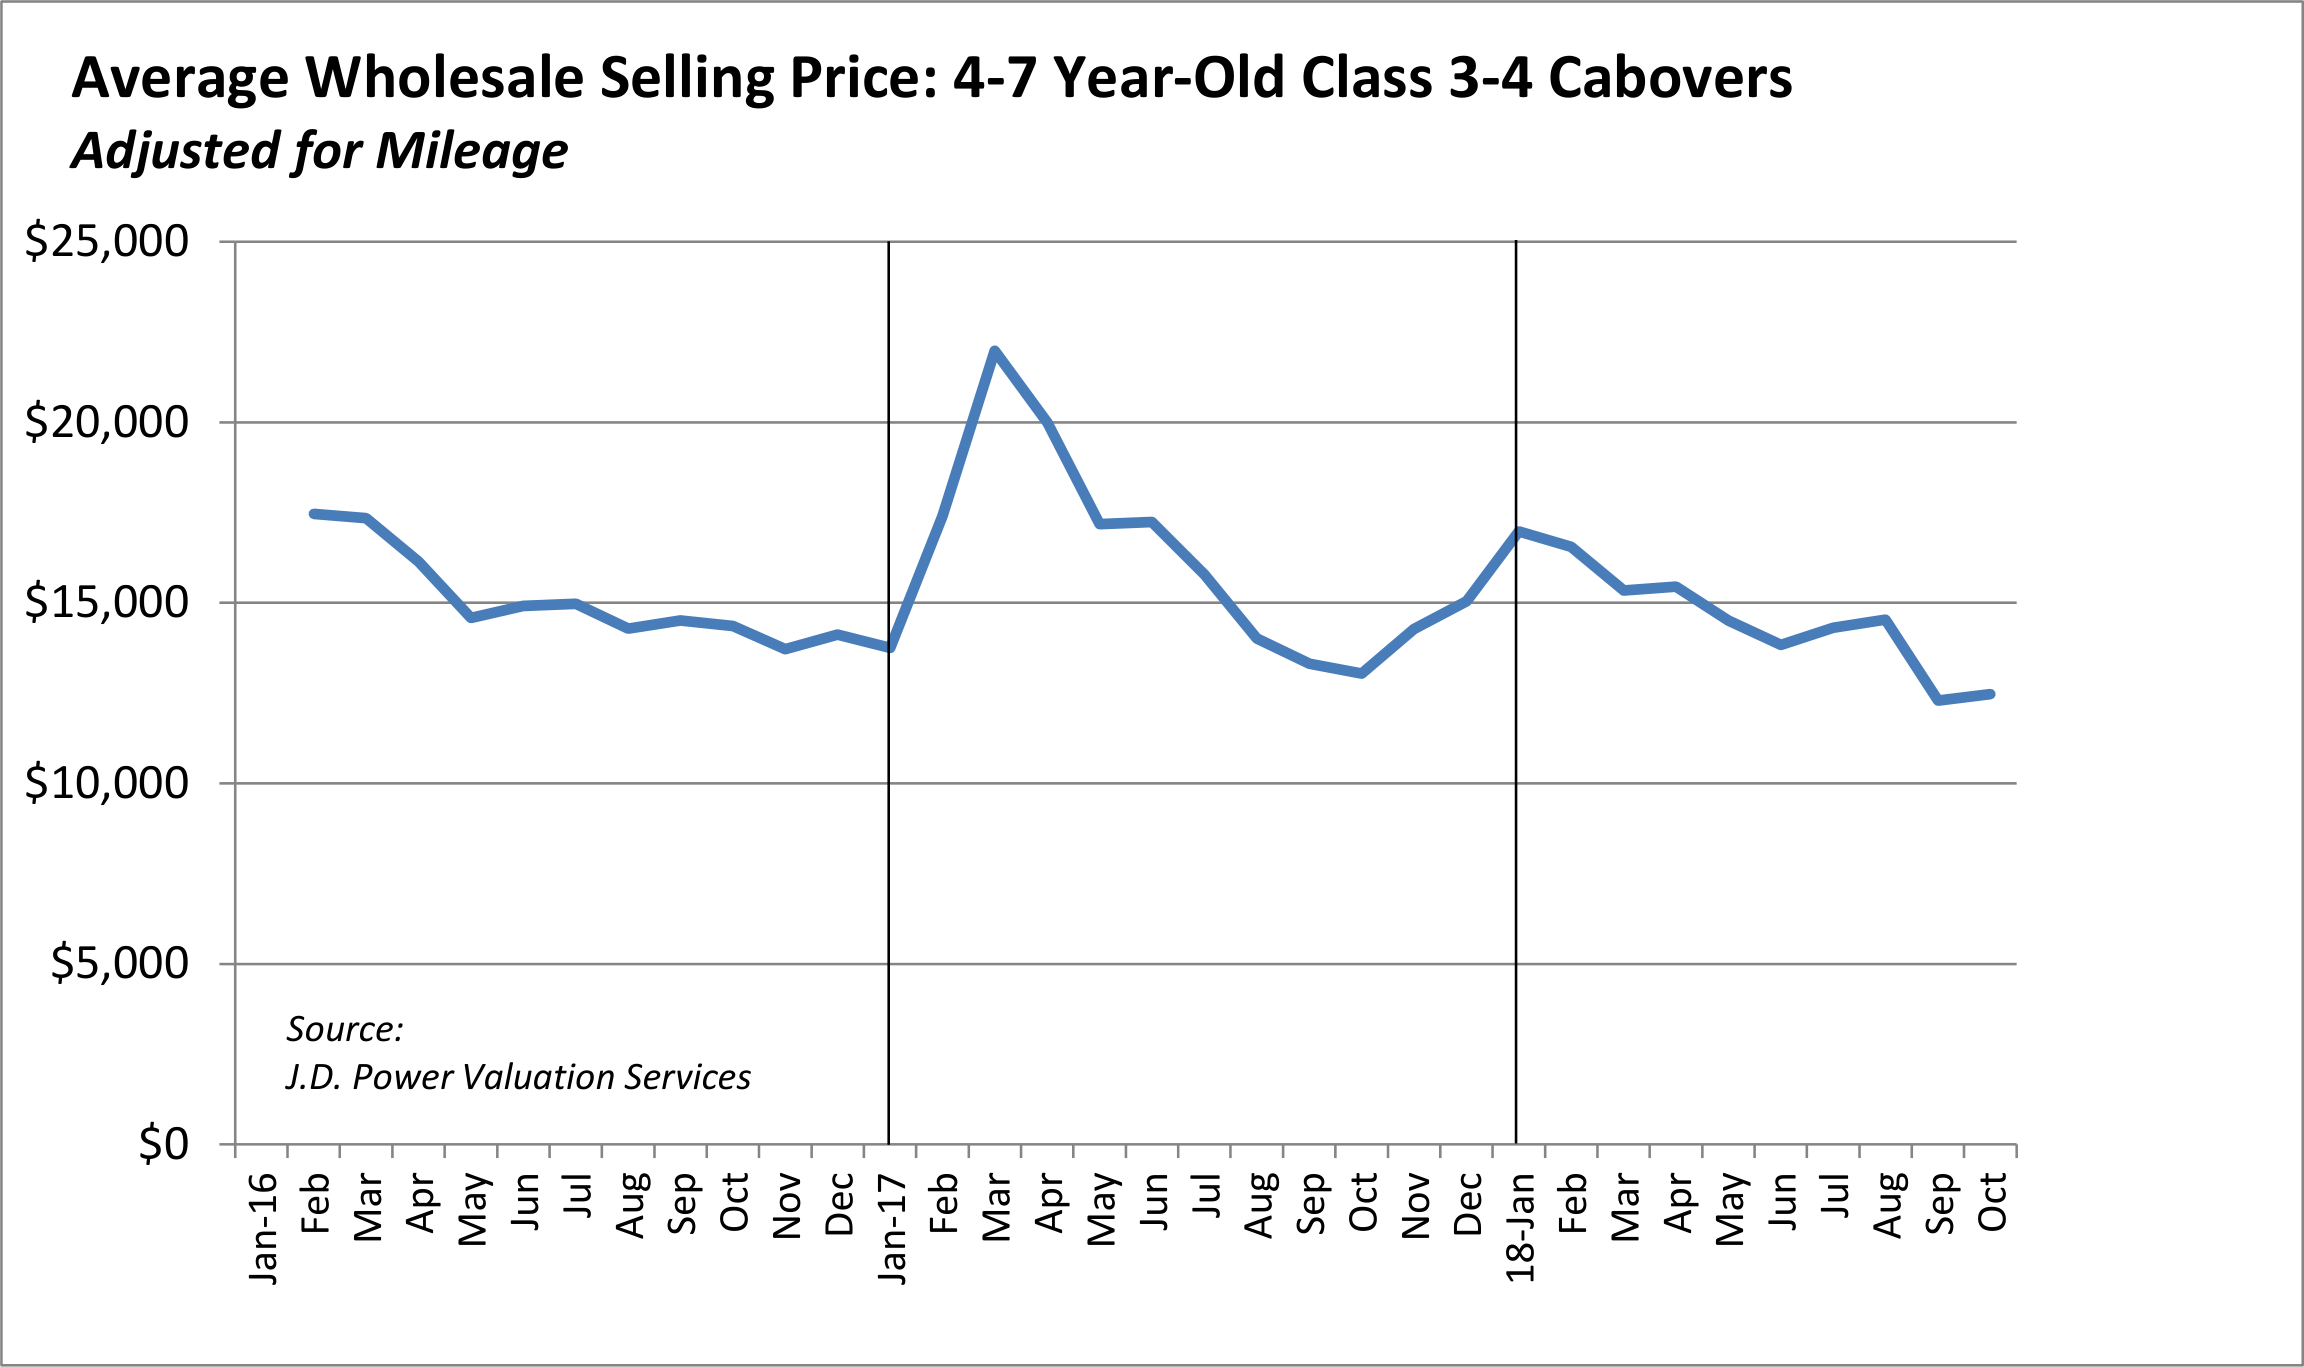 Average Wholesale Selling Price: 4-7 Year-Old Class 3-4 Cabovers
Adjusted for Mileage
$25,000
$20,000
$15,000
$10,000
$5,000
$0
Source:
J.D. Power Valuation Services
Jan-16
Feb
Mar
Apr
May
Jun
Jul
Aug
Sep
Oct
Nov
Dec
Jan-17
Feb
Mar
Apr
May
Jun
Jul
Aug
Sep
Oct
Nov
Dec
18-Jan
Feb
Mar
Apr
May
Jun
Jul
Aug
Sep
Oct